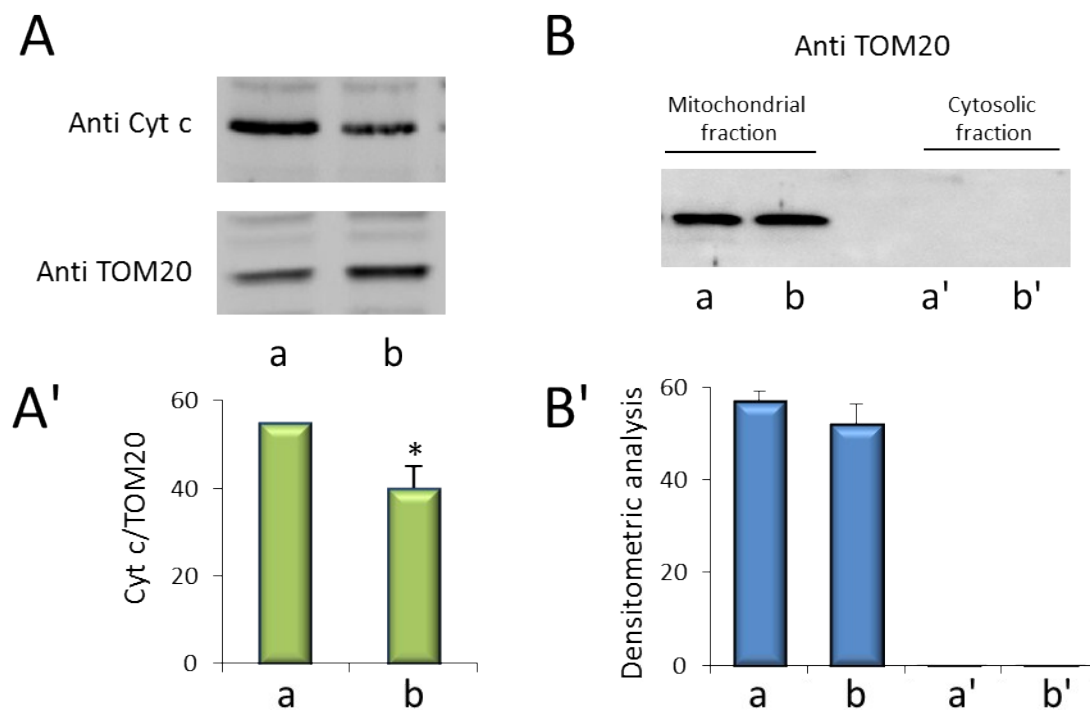 A
Anti Cyt c
Anti TOM20
a b
B
Anti TOM20
Mitochondrial
fraction
Cytosolic
fraction
a b a' b'
A'
Cyt c/TOM20
60
40
20
0
*
a b
B'
Densitometric analysis
60
40
20
0
a b a' b'